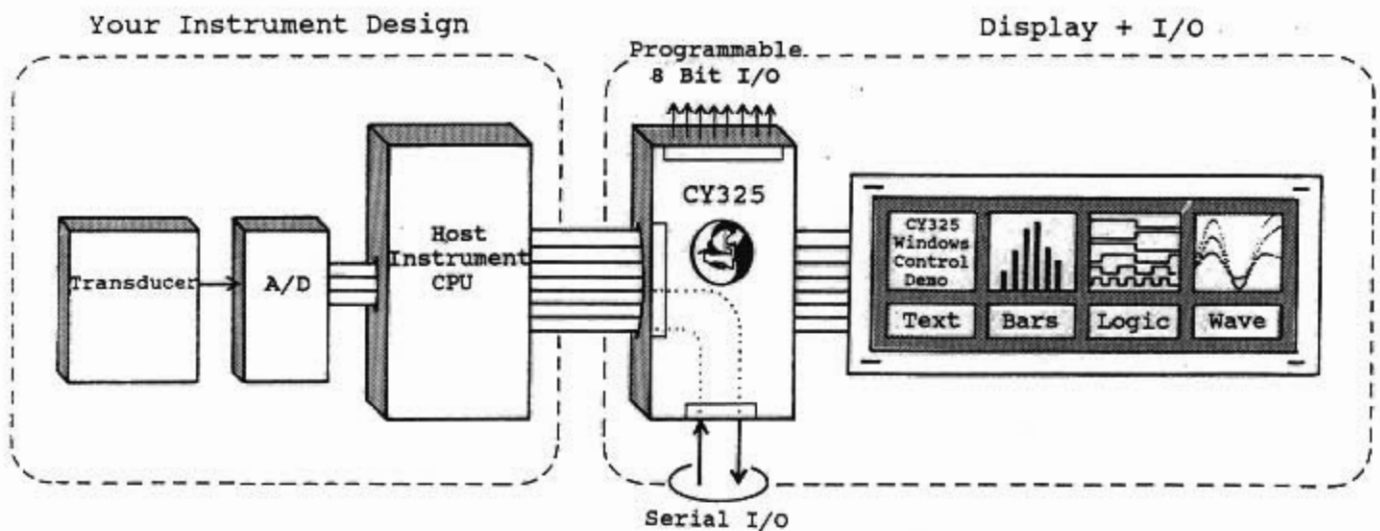 Your Instrument Design
Display + I/O
Programmable
8 Bit I/O
Transducer
A/D
Host
Instrument
CPU
CY325
CY325
Windows
Control
Demo
Text
Bars
Logic
Wave
Serial I/O